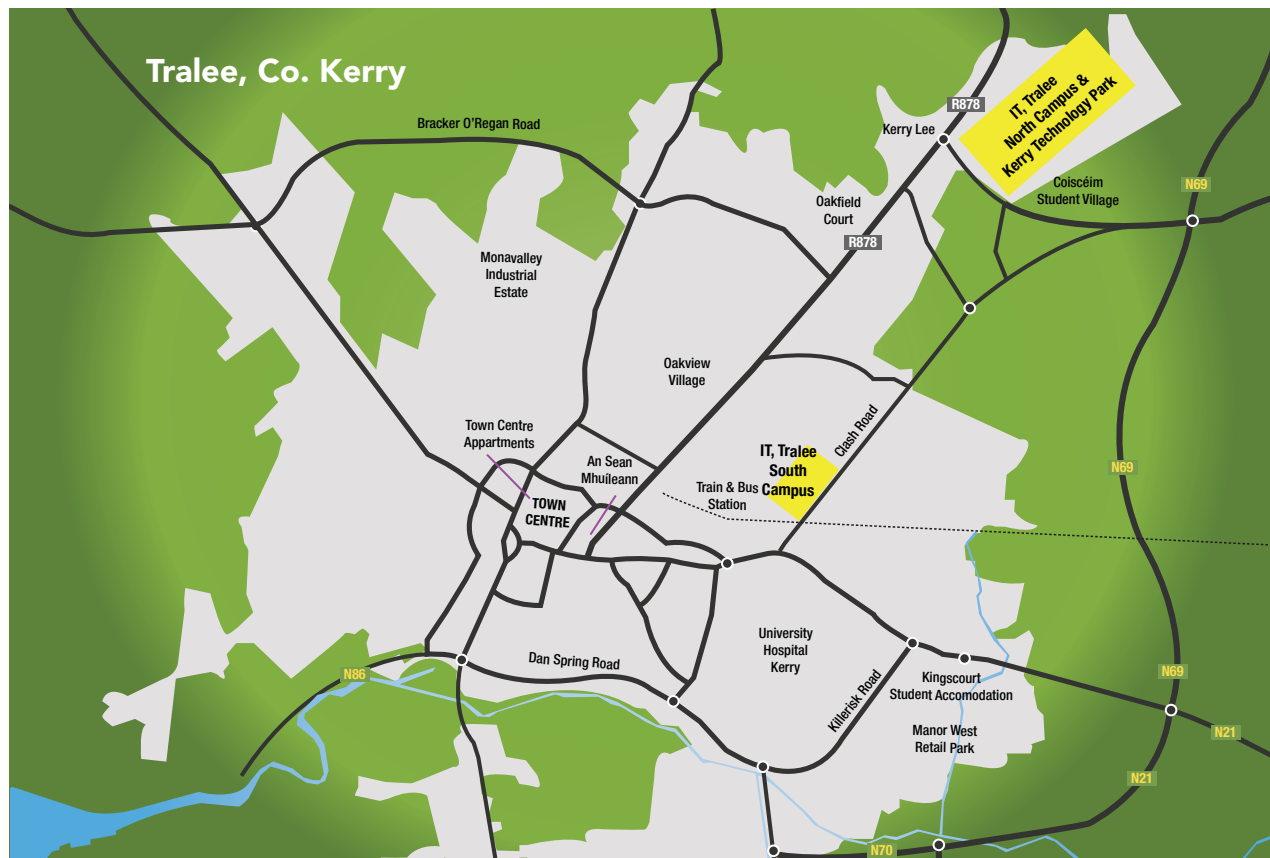 Tralee, Co. Kerry
R878
IT, Tralee
North Campus &
Kerry Technology Park
Bracker O'Regan Road
Kerry Lee
Coiscéim
Student Village
N69
Oakfield
Court
R878
Monavalley
Industrial
Estate
Oakview
Village
Clash Road
Town Centre
Appartments
An Sean
Mhuíleann
IT, Tralee
South
Campus
N69
Train & Bus
Station
TOWN
CENTRE
University
Hospital
Kerry
Dan Spring Road
N86
Killerisk Road
Kingscourt
Student Accomodation
N69
Manor West
Retail Park
N21
N21
N70